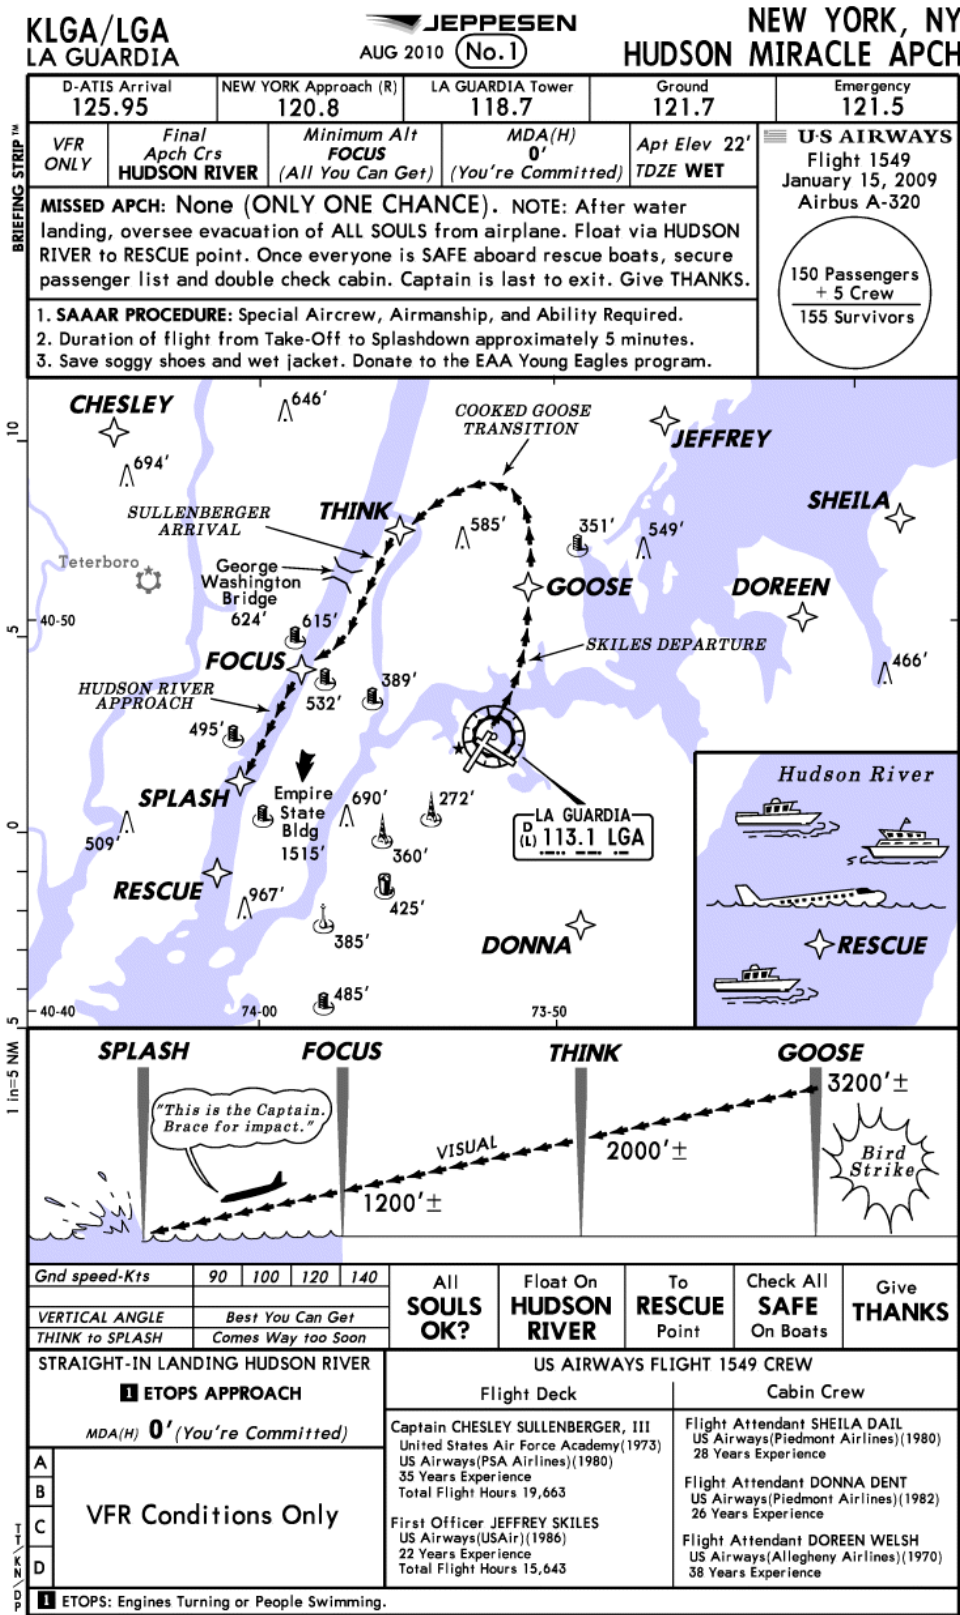 KLGA/LGA
LA GUARDIA
JEPPESEN
AUG 2010 No.1
NEW YORK, NY
HUDSON MIRACLE APCH
BRIEFING STRIP™
D-ATIS Arrival
125.95
NEW YORK Approach (R)
120.8
LA GUARDIA Tower
118.7
Ground
121.7
Emergency
121.5
VFR
ONLY
Final
Apch Crs
HUDSON RIVER
Minimum Alt
FOCUS
(All You Can Get)
MDA(H)
0'
(You're Committed)
Apt Elev 22'
TDZE WET
U·S AIRWAYS
Flight 1549
January 15, 2009
Airbus A-320
150 Passengers
+ 5 Crew
155 Survivors
MISSED APCH: None (ONLY ONE CHANCE). NOTE: After water
landing, oversee evacuation of ALL SOULS from airplane. Float via HUDSON
RIVER to RESCUE point. Once everyone is SAFE aboard rescue boats, secure
passenger list and double check cabin. Captain is last to exit. Give THANKS.
1. SAAAR PROCEDURE: Special Aircrew, Airmanship, and Ability Required.
2. Duration of flight from Take-Off to Splashdown approximately 5 minutes.
3. Save soggy shoes and wet jacket. Donate to the EAA Young Eagles program.
CHESLEY
646'
COOKED GOOSE
TRANSITION
JEFFREY
10
694'
SULLENBERGER
ARRIVAL
THINK
585'
351'
549'
SHEILA
Teterboro
George
Washington
Bridge
GOOSE
DOREEN
40-50
624'
615'
5
SKILES DEPARTURE
FOCUS
466'
HUDSON RIVER
APPROACH
532'
389'
495'
SPLASH
Empire
State
Bldg
1515'
690'
272'
LA GUARDIA
D
(L) 113.1 LGA
0
509'
360'
RESCUE
967'
425'
385'
DONNA
485'
40-40
74-00
73-50
5
Hudson River
RESCUE
1 in=5 NM
SPLASH
FOCUS
THINK
GOOSE
3200'±
"This is the Captain.
Brace for impact."
VISUAL
2000'±
1200'±
Bird
Strike
Gnd speed-Kts 90 100 120 140
VERTICAL ANGLE Best You Can Get
THINK to SPLASH Comes Way too Soon
All
SOULS
OK?
Float On
HUDSON
RIVER
To
RESCUE
Point
Check All
SAFE
On Boats
Give
THANKS
STRAIGHT-IN LANDING HUDSON RIVER
1 ETOPS APPROACH
MDA(H) 0' (You're Committed)
A
B
C
D
VFR Conditions Only
US AIRWAYS FLIGHT 1549 CREW
Flight Deck
Captain CHESLEY SULLENBERGER, III
United States Air Force Academy(1973)
US Airways(PSA Airlines)(1980)
35 Years Experience
Total Flight Hours 19,663
First Officer JEFFREY SKILES
US Airways(USAir)(1986)
22 Years Experience
Total Flight Hours 15,643
Cabin Crew
Flight Attendant SHEILA DAIL
US Airways(Piedmont Airlines)(1980)
28 Years Experience
Flight Attendant DONNA DENT
US Airways(Piedmont Airlines)(1982)
26 Years Experience
Flight Attendant DOREEN WELSH
US Airways(Allegheny Airlines)(1970)
38 Years Experience
TT/KN/DP
1 ETOPS: Engines Turning or People Swimming.